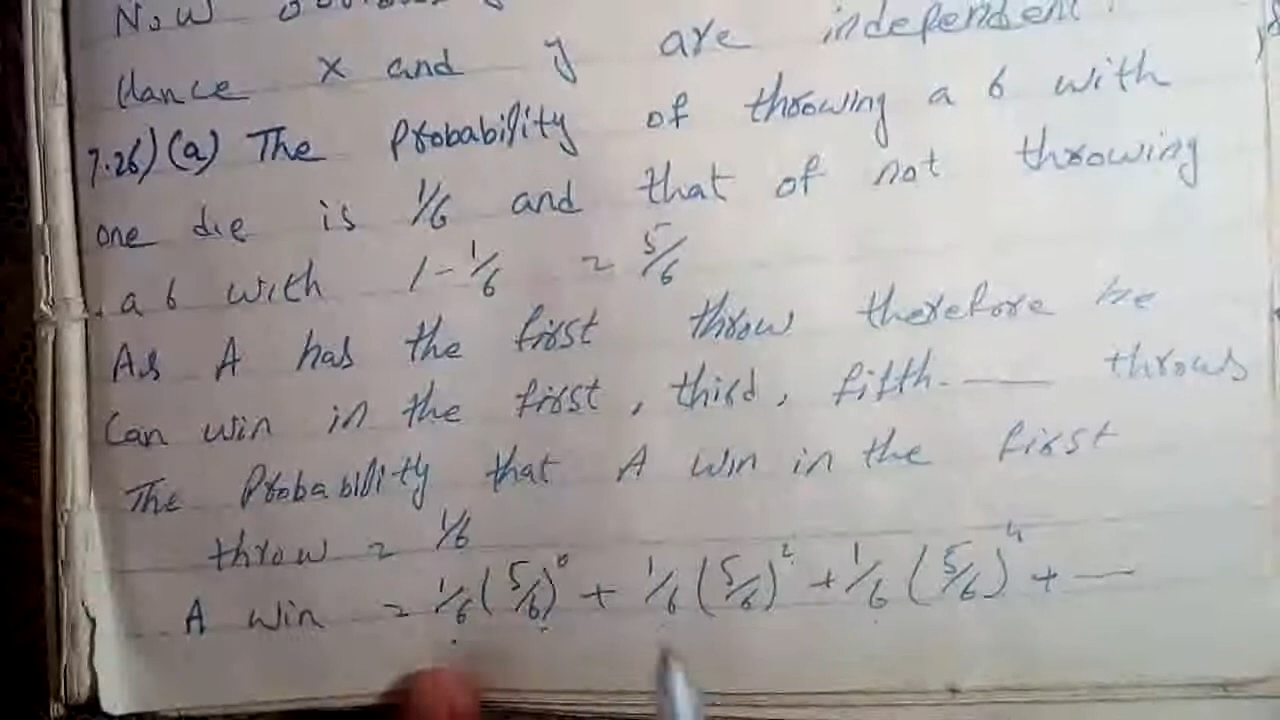 Now
Hance x and y are independent.
7.26) (a) The Probability of throwing a 6 with
one die is 1/6 and that of not throwing
a 6 with 1 - 1/6 = 5/6
As A has the first throw therefore he
Can win in the first, third, fifth. — throws
The Probability that A win in the first
throw = 1/6
A win = 1/6 (5/6)⁰ + 1/6 (5/6)² + 1/6 (5/6)⁴ + —